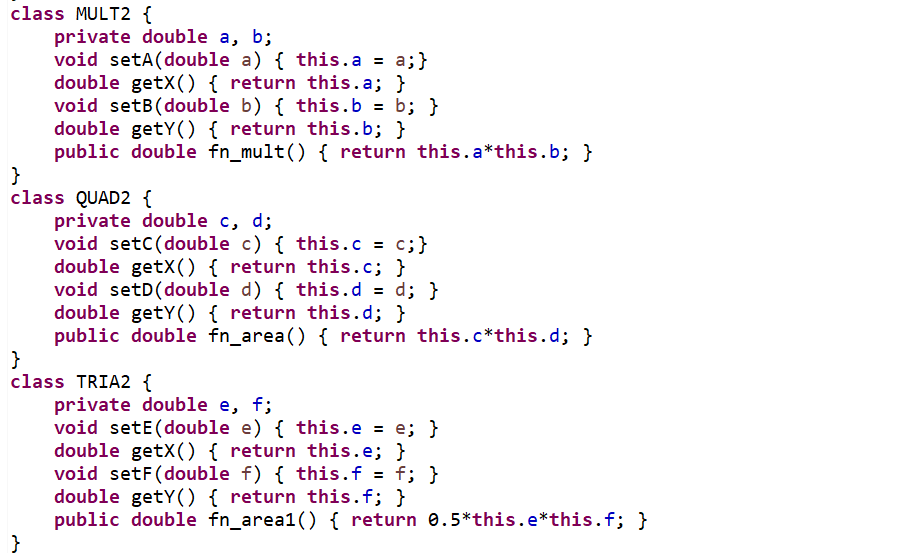 class MULT2 {
    private double a, b;
    void setA(double a) { this.a = a;}
    double getX() { return this.a; }
    void setB(double b) { this.b = b; }
    double getY() { return this.b; }
    public double fn_mult() { return this.a*this.b; }
}
class QUAD2 {
    private double c, d;
    void setC(double c) { this.c = c;}
    double getX() { return this.c; }
    void setD(double d) { this.d = d; }
    double getY() { return this.d; }
    public double fn_area() { return this.c*this.d; }
}
class TRIA2 {
    private double e, f;
    void setE(double e) { this.e = e; }
    double getX() { return this.e; }
    void setF(double f) { this.f = f; }
    double getY() { return this.f; }
    public double fn_area1() { return 0.5*this.e*this.f; }
}